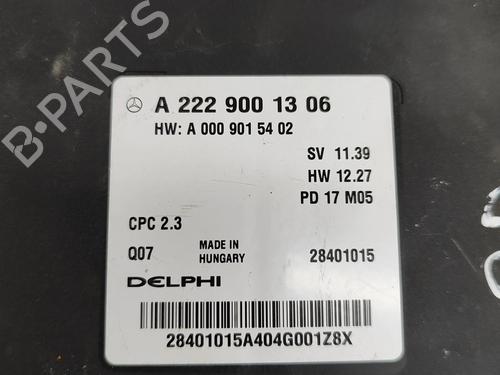 B-PARTS
A 222 900 13 06
HW: A 000 901 54 02
SV 11.39
HW 12.27
PD 17 M05
CPC 2.3
Q07
MADE IN
HUNGARY
28401015
DELPHI
28401015A404G001Z8X